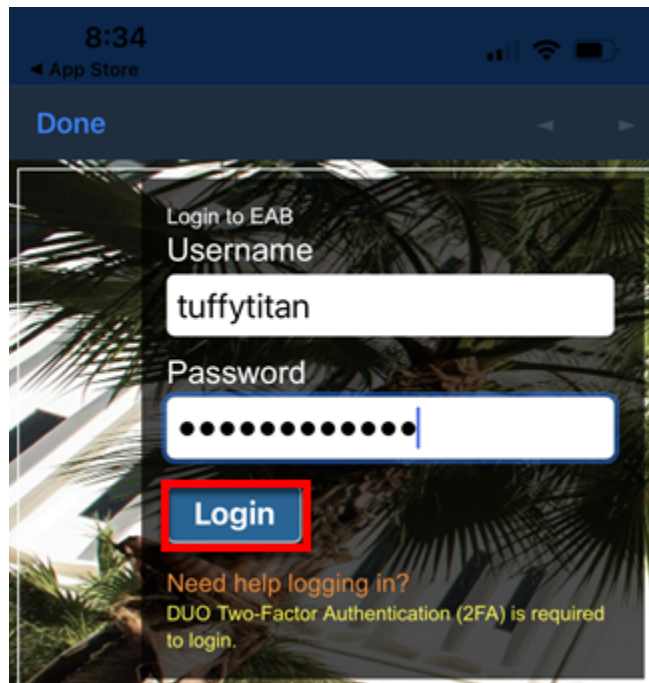 8:34
◄ App Store
Done
Login to EAB
Username
tuffytitan
Password
●●●●●●●●●●●●
Login
Need help logging in?
DUO Two-Factor Authentication (2FA) is required
to login.